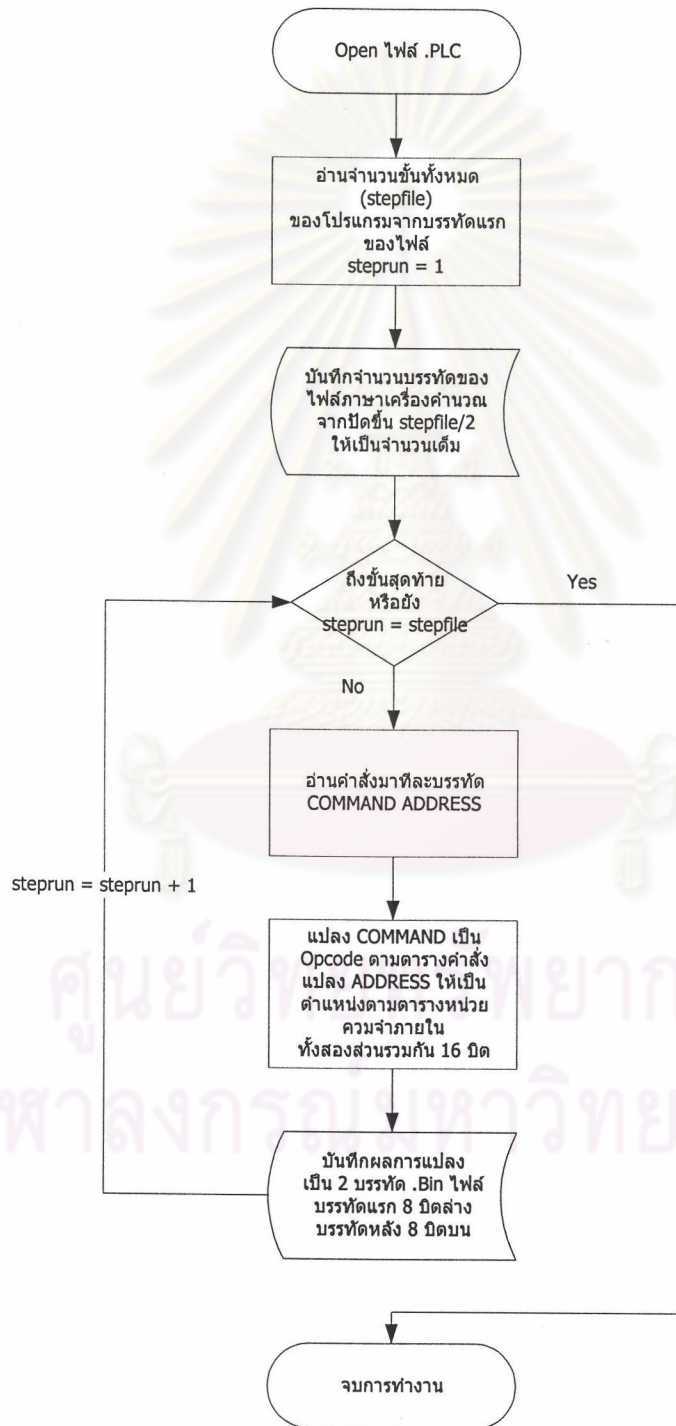 Open ไฟล์ .PLC
อ่านจำนวนขั้นทั้งหมด
(stepfile)
ของโปรแกรมจากบรรทัดแรก
ของไฟล์
steprun = 1
บันทึกจำนวนบรรทัดของ
ไฟล์ภาษาเครื่องคำนวณ
จากปัดขึ้น stepfile/2
ให้เป็นจำนวนเต็ม
ถึงขั้นสุดท้าย
หรือยัง
steprun = stepfile
Yes
No
อ่านคำสั่งมาทีละบรรทัด
COMMAND ADDRESS
steprun = steprun + 1
แปลง COMMAND เป็น
Opcode ตามตารางคำสั่ง
แปลง ADDRESS ให้เป็น
ตำแหน่งตามตารางหน่วย
ควมจำภายใน
ทั้งสองส่วนรวมกัน 16 บิต
บันทึกผลการแปลง
เป็น 2 บรรทัด .Bin ไฟล์
บรรทัดแรก 8 บิตล่าง
บรรทัดหลัง 8 บิตบน
จบการทำงาน